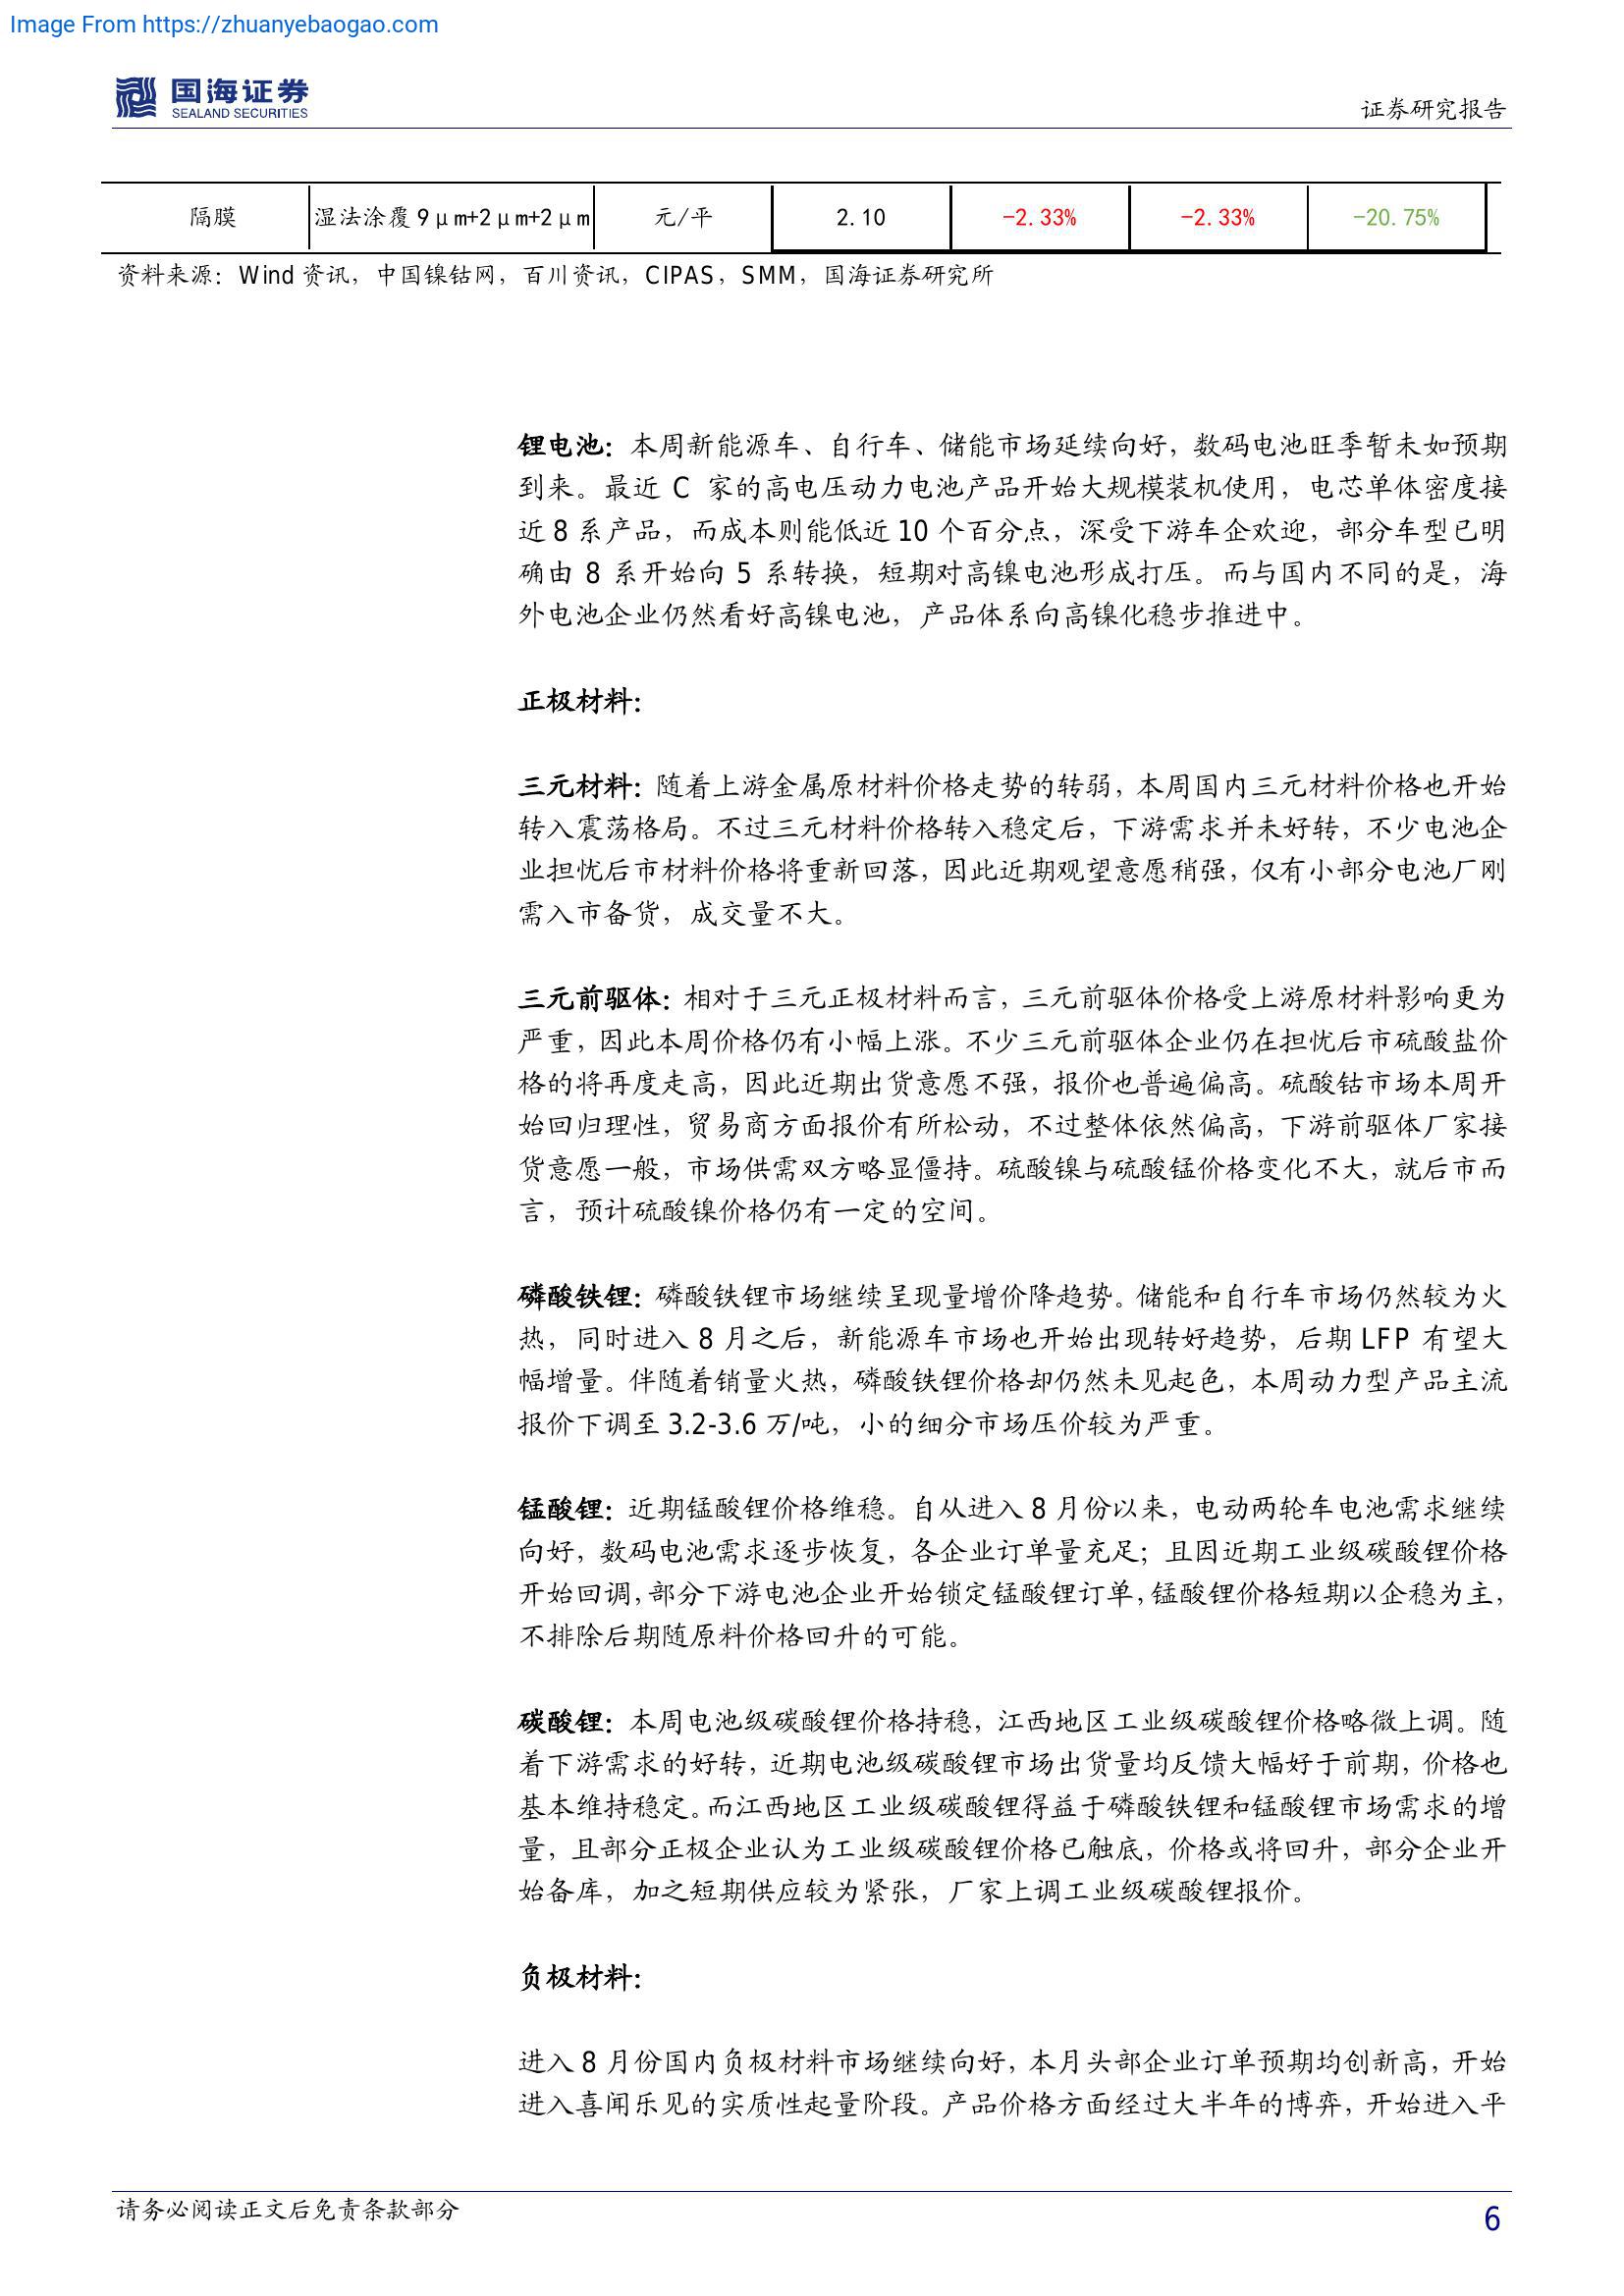 Image From https://zhuanyebaogao.com
国海证券
SEALAND SECURITIES
证券研究报告
隔膜 湿法涂覆 9μm+2μm+2μm 元/平 2.10 -2.33% -2.33% -20.75%
资料来源：Wind 资讯，中国镍钴网，百川资讯，CIPAS，SMM，国海证券研究所
锂电池：本周新能源车、自行车、储能市场延续向好，数码电池旺季暂未如预期
到来。最近 C 家的高电压动力电池产品开始大规模装机使用，电芯单体密度接
近 8 系产品，而成本则能低近 10 个百分点，深受下游车企欢迎，部分车型已明
确由 8 系开始向 5 系转换，短期对高镍电池形成打压。而与国内不同的是，海
外电池企业仍然看好高镍电池，产品体系向高镍化稳步推进中。
正极材料：
三元材料：随着上游金属原材料价格走势的转弱，本周国内三元材料价格也开始
转入震荡格局。不过三元材料价格转入稳定后，下游需求并未好转，不少电池企
业担忧后市材料价格将重新回落，因此近期观望意愿稍强，仅有小部分电池厂刚
需入市备货，成交量不大。
三元前驱体：相对于三元正极材料而言，三元前驱体价格受上游原材料影响更为
严重，因此本周价格仍有小幅上涨。不少三元前驱体企业仍在担忧后市硫酸盐价
格的将再度走高，因此近期出货意愿不强，报价也普遍偏高。硫酸钴市场本周开
始回归理性，贸易商方面报价有所松动，不过整体依然偏高，下游前驱体厂家接
货意愿一般，市场供需双方略显僵持。硫酸镍与硫酸锰价格变化不大，就后市而
言，预计硫酸镍价格仍有一定的空间。
磷酸铁锂：磷酸铁锂市场继续呈现量增价降趋势。储能和自行车市场仍然较为火
热，同时进入 8 月之后，新能源车市场也开始出现转好趋势，后期 LFP 有望大
幅增量。伴随着销量火热，磷酸铁锂价格却仍然未见起色，本周动力型产品主流
报价下调至 3.2-3.6 万/吨，小的细分市场压价较为严重。
锰酸锂：近期锰酸锂价格维稳。自从进入 8 月份以来，电动两轮车电池需求继续
向好，数码电池需求逐步恢复，各企业订单量充足；且因近期工业级碳酸锂价格
开始回调，部分下游电池企业开始锁定锰酸锂订单，锰酸锂价格短期以企稳为主，
不排除后期随原料价格回升的可能。
碳酸锂：本周电池级碳酸锂价格持稳，江西地区工业级碳酸锂价格略微上调。随
着下游需求的好转，近期电池级碳酸锂市场出货量均反馈大幅好于前期，价格也
基本维持稳定。而江西地区工业级碳酸锂得益于磷酸铁锂和锰酸锂市场需求的增
量，且部分正极企业认为工业级碳酸锂价格已触底，价格或将回升，部分企业开
始备库，加之短期供应较为紧张，厂家上调工业级碳酸锂报价。
负极材料：
进入 8 月份国内负极材料市场继续向好，本月头部企业订单预期均创新高，开始
进入喜闻乐见的实质性起量阶段。产品价格方面经过大半年的博弈，开始进入平
请务必阅读正文后免责条款部分
6